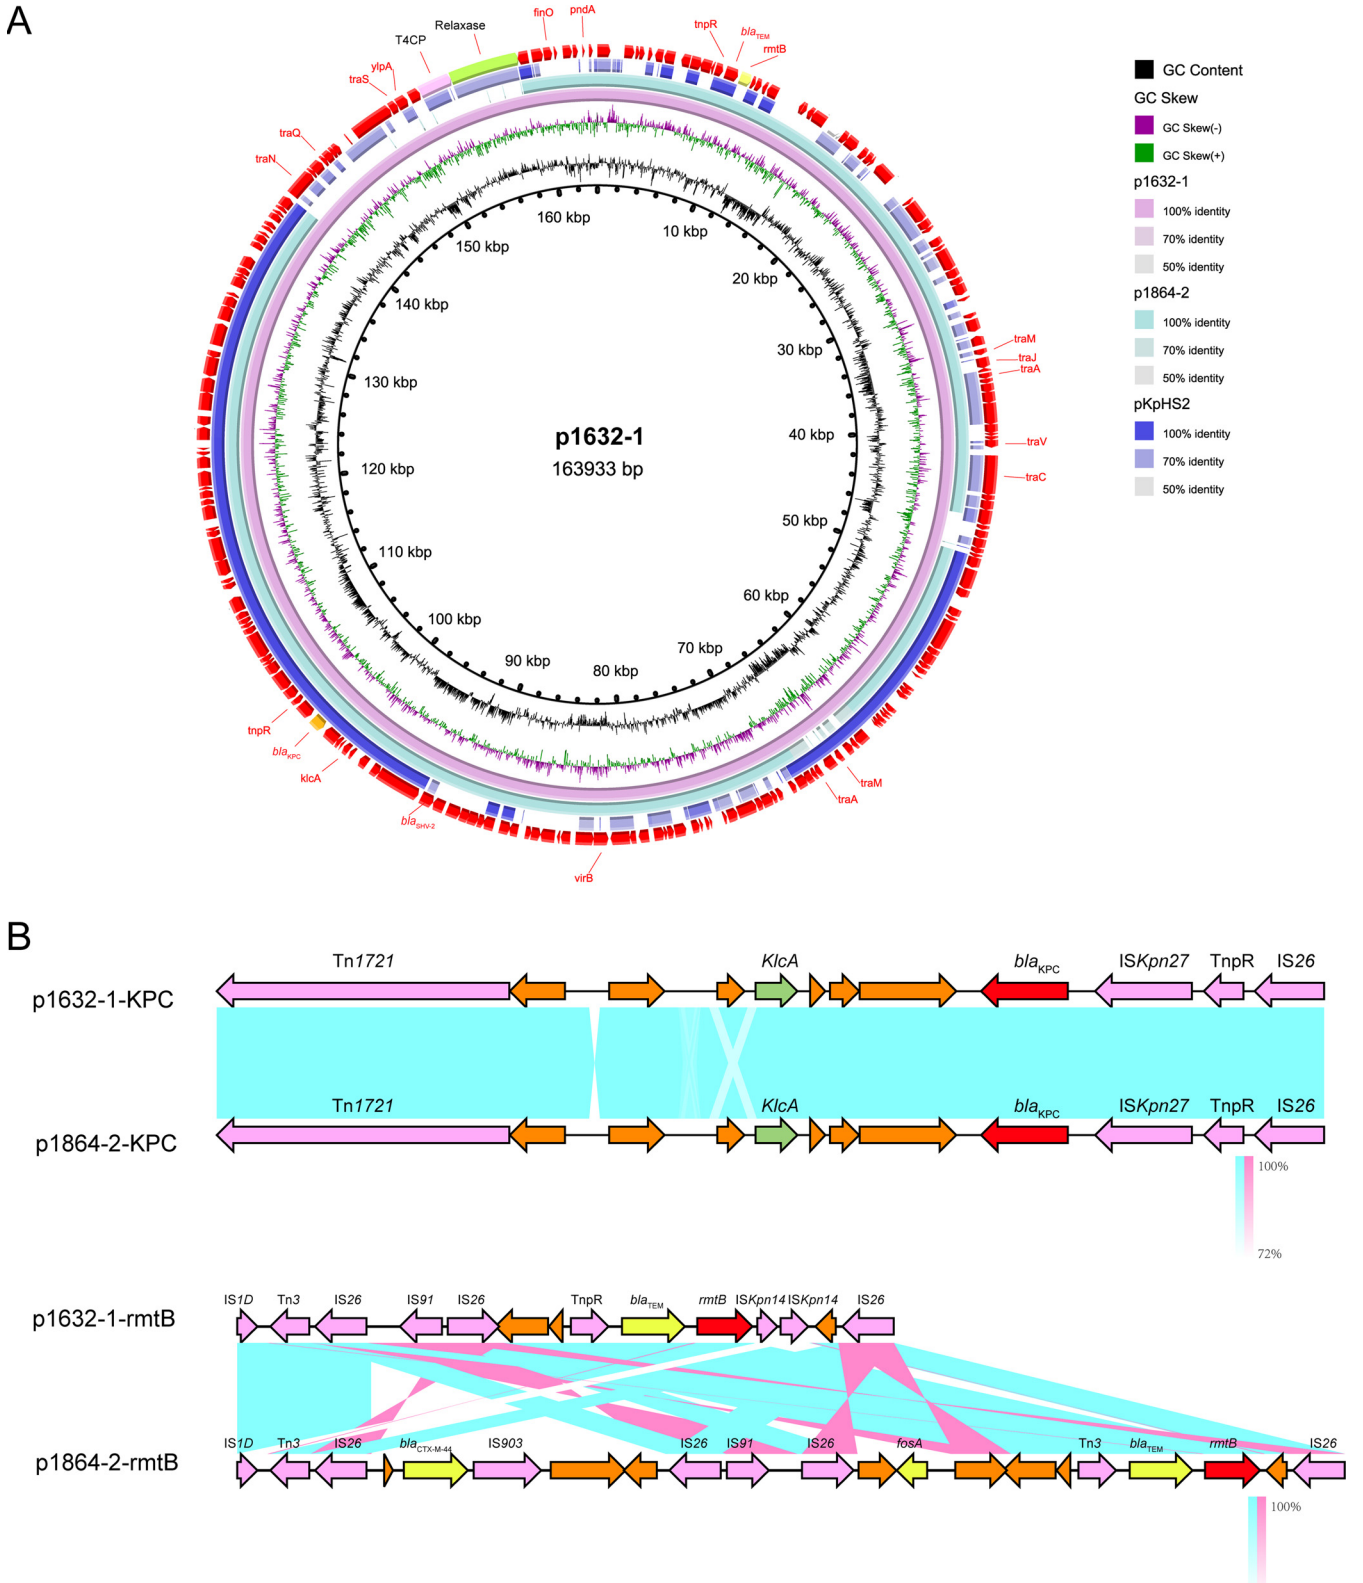 A
Relaxase
T4CP
finO
pndA
tnpR
blaTEM
rmtB
ylpA
traS
traQ
traN
traM
traJ
traA
traV
traC
traM
traA
virB
blaSHV-2
klcA
blaKPC
tnpR
160 kbp
10 kbp
20 kbp
30 kbp
40 kbp
50 kbp
60 kbp
70 kbp
80 kbp
90 kbp
100 kbp
110 kbp
120 kbp
130 kbp
140 kbp
150 kbp
p1632-1
163933 bp
GC Content
GC Skew
GC Skew(-)
GC Skew(+)
p1632-1
100% identity
70% identity
50% identity
p1864-2
100% identity
70% identity
50% identity
pKpHS2
100% identity
70% identity
50% identity
B
Tn1721 KlcA blaKPC ISKpn27 TnpR IS26
p1632-1-KPC
Tn1721 KlcA blaKPC ISKpn27 TnpR IS26
p1864-2-KPC
100%
72%
IS1D Tn3 IS26 IS91 IS26 TnpR blaTEM rmtB ISKpn14 ISKpn14 IS26
p1632-1-rmtB
IS1D Tn3 IS26 blaCTX-M-44 IS903 IS26 IS91 IS26 fosA Tn3 blaTEM rmtB IS26
p1864-2-rmtB
100%